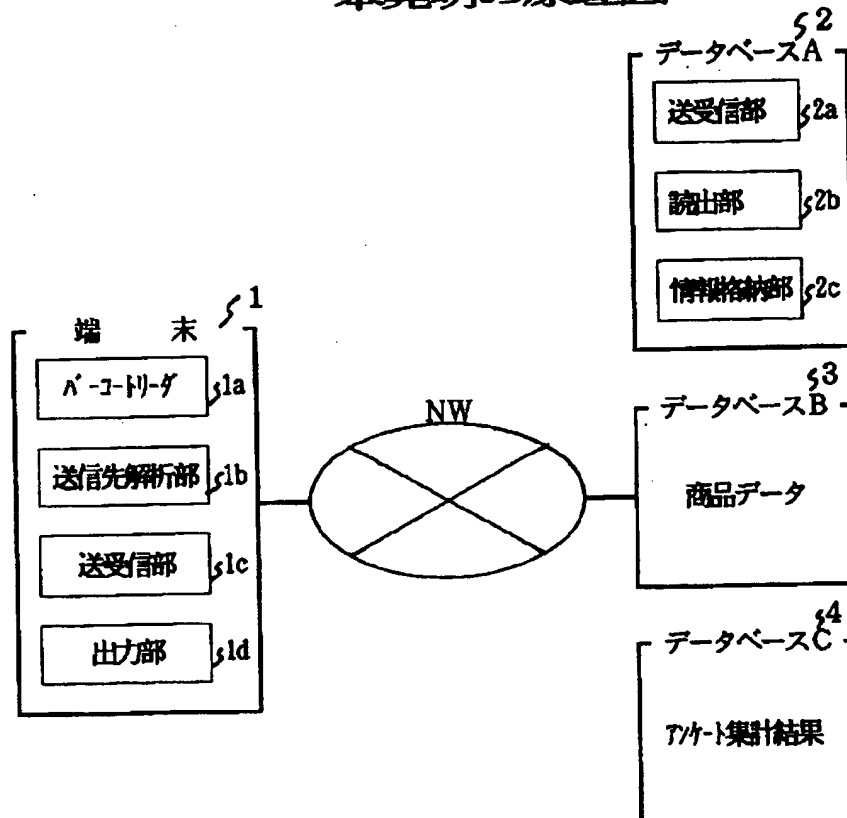 2
データベースA
送受信部 2a
読出部 2b
情報格納部 2c
1
端 末
バーコードリーダ 1a
送信先解析部 1b
送受信部 1c
出力部 1d
NW
3
データベースB
商品データ
4
データベースC
アンケート集計結果